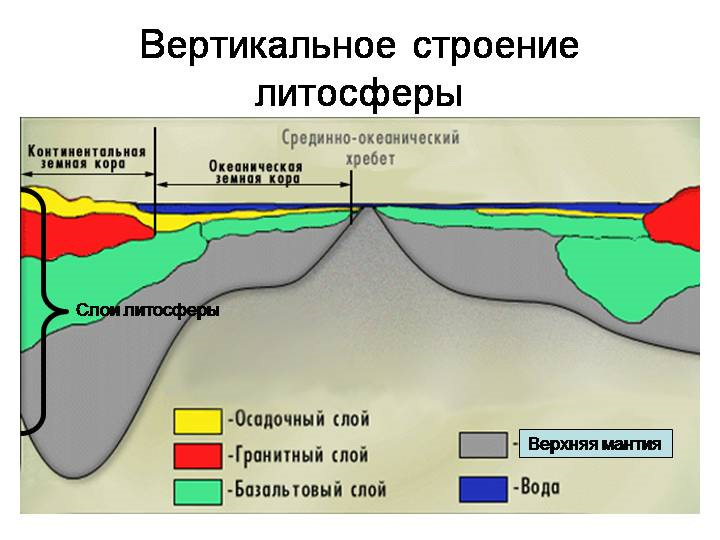 Вертикальное строение
литосферы
Срединно-океанический
хребет
Континентальная
земная кора
Океаническая
земная кора
Слои литосферы
-Осадочный слой
-Гранитный слой
-Базальтовый слой
- Верхняя мантия
-Вода